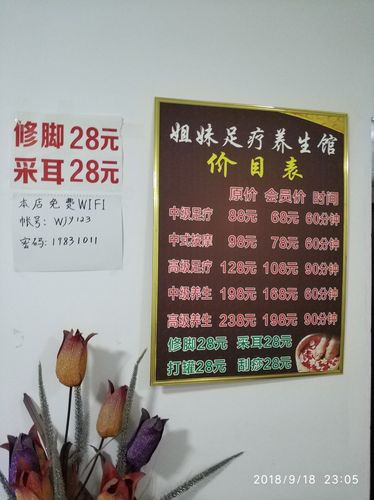 修脚28元
采耳28元
本店免费WIFI
帐号: Wjy123
密码: 19831011
姐妹足疗养生馆
价目表
原价 会员价 时间
中级足疗 88元 68元 60分钟
中式按摩 98元 78元 60分钟
高级足疗 128元 108元 90分钟
中级养生 198元 168元 60分钟
高级养生 238元 198元 90分钟
修脚28元 采耳28元
打罐28元 刮痧28元
2018/9/18 23:05